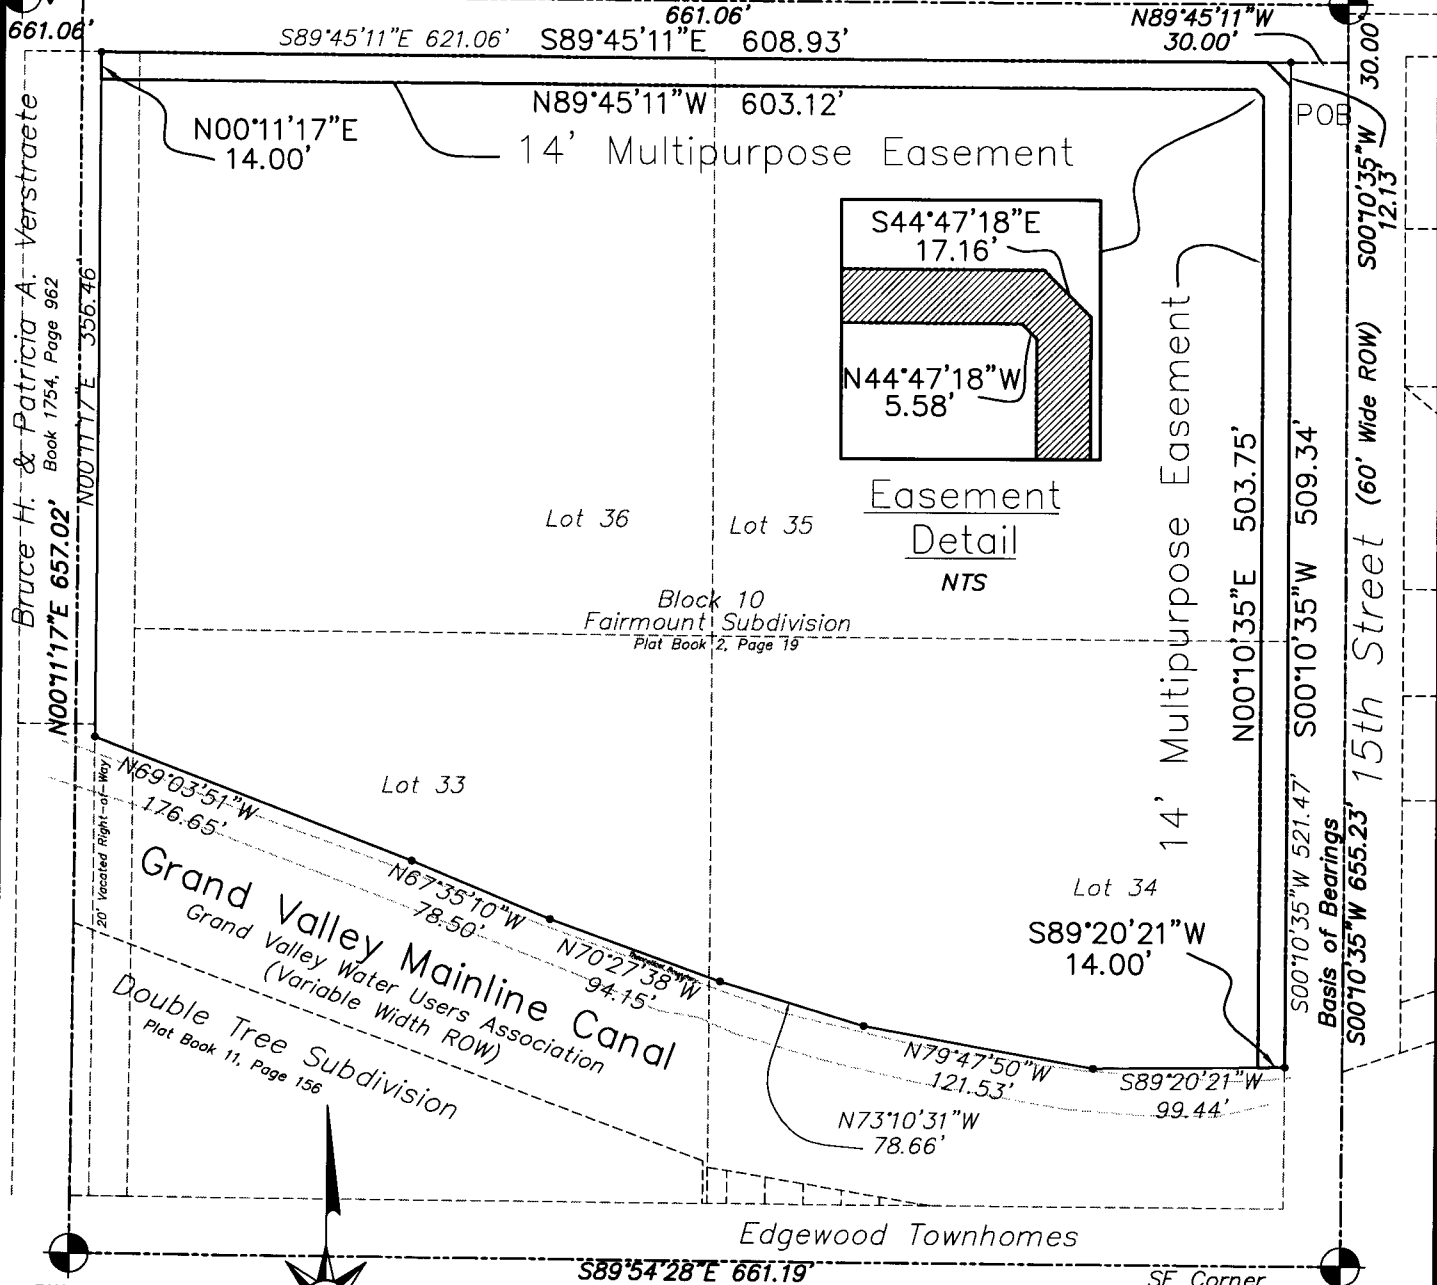 661.06'
661.06'
N89°45'11"W
30.00'
30.00'
S89°45'11"E 621.06'
S89°45'11"E 608.93'
N89°45'11"W 603.12'
N00°11'17"E
14.00'
14' Multipurpose Easement
POB
S00°10'35"W
12.13'
S44°47'18"E
17.16'
N44°47'18"W
5.58'
Easement
Detail
NTS
Bruce H. & Patricia A. Verstraete
Book 1754, Page 962
N00°11'17"E 356.46'
N00°11'17"E 657.02'
14' Multipurpose Easement
N00°10'35"E 503.75'
S00°10'35"W 509.34'
15th Street (60' Wide ROW)
Lot 36
Lot 35
Block 10
Fairmount Subdivision
Plat Book 2, Page 19
Lot 33
Lot 34
S89°20'21"W
14.00'
S00°10'35"W 521.47'
Basis of Bearings
S00°10'35"W 655.23'
20' Vacated Right-of-Way
N69°03'51"W
176.65'
N67°35'10"W
78.50'
N70°27'38"W
94.15'
N73°10'31"W
78.66'
N79°47'50"W
121.53'
S89°20'21"W
99.44'
Grand Valley Mainline Canal
Grand Valley Water Users Association
(Variable Width ROW)
Double Tree Subdivision
Plat Book 11, Page 156
Edgewood Townhomes
S89°54'28"E 661.19'
SE Corner